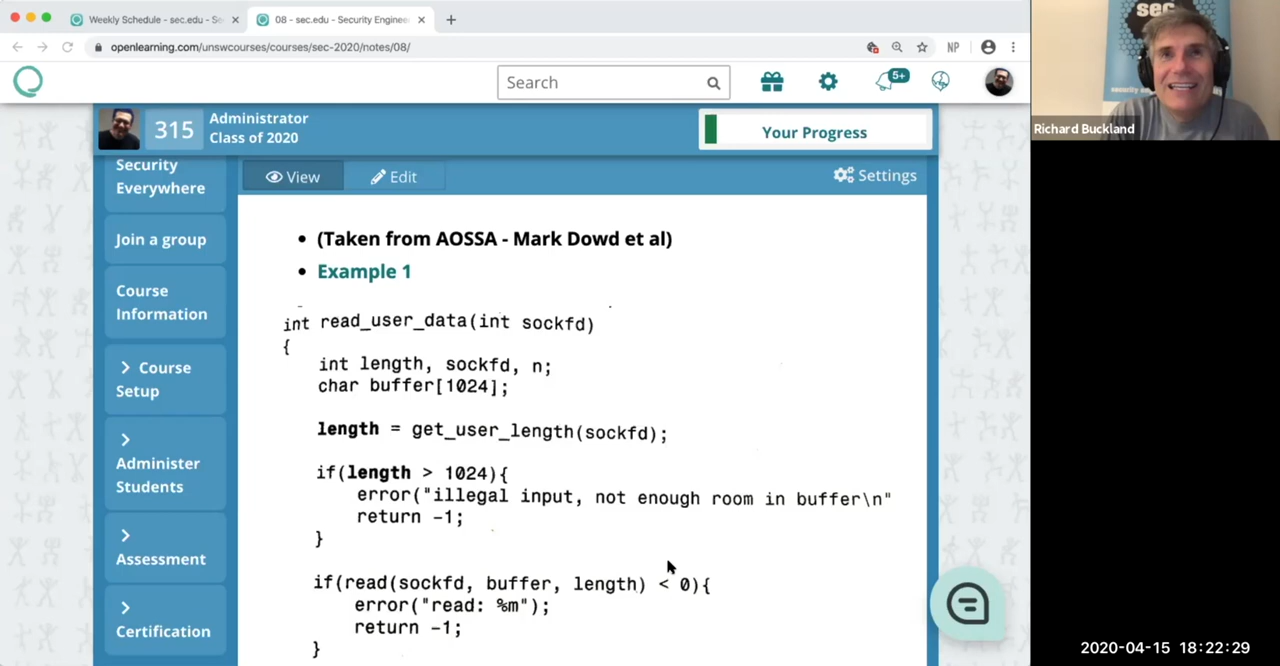 Weekly Schedule - sec.edu - So
08 - sec.edu - Security Enginee
openlearning.com/unswcourses/courses/sec-2020/notes/08/
NP
Search
5+
315
Administrator
Class of 2020
Your Progress
Security
Everywhere
Join a group
Course
Information
Course
Setup
Administer
Students
Assessment
Certification
View
Edit
Settings
• (Taken from AOSSA - Mark Dowd et al)
• Example 1
int read_user_data(int sockfd)
{
int length, sockfd, n;
char buffer[1024];
length = get_user_length(sockfd);
if(length > 1024){
error("illegal input, not enough room in buffer\n"
return -1;
}
if(read(sockfd, buffer, length) < 0){
error("read: %m");
return -1;
}
sec
Richard Buckland
2020-04-15 18:22:29